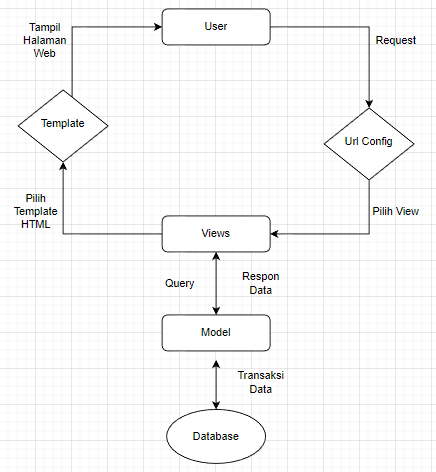 Tampil
Halaman
Web
User
Request
Template
Url Config
Pilih
Template
HTML
Pilih View
Views
Query
Respon
Data
Model
Transaksi
Data
Database